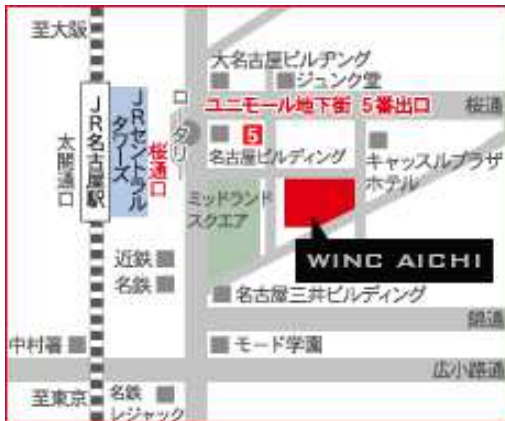 至大阪
大名古屋ビルヂング
ジュンク堂
ユニモール地下街 5番出口
桜通
JR名古屋駅
太閤通口
JRセントラル
タワーズ
桜通口
ロータリー
5
名古屋ビルディング
キャッスルプラザ
ホテル
ミッドランド
スクエア
WINC AICHI
近鉄
名鉄
名古屋三井ビルディング
錦通
中村署
モード学園
広小路通
至東京
名鉄
レジャック